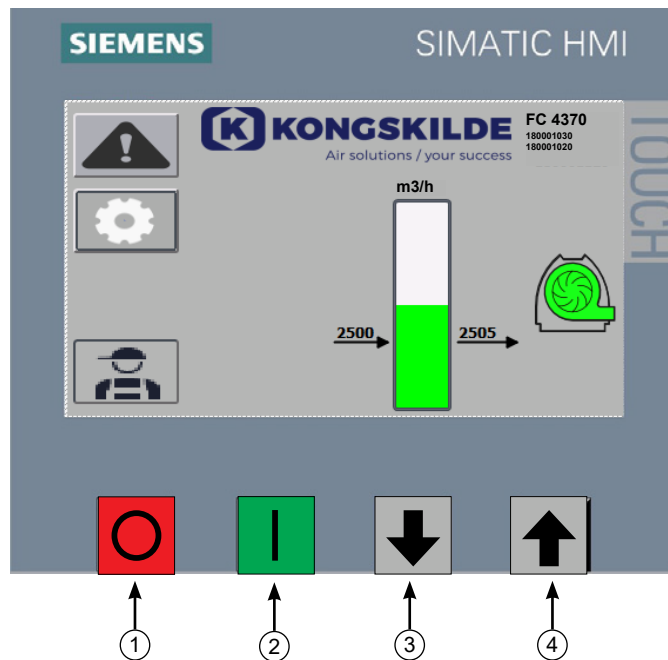 SIEMENS
SIMATIC HMI
TOUCH
K KONGSKILDE
Air solutions / your success
FC 4370
180001030
180001020
m3/h
2500
2505
1
2
3
4